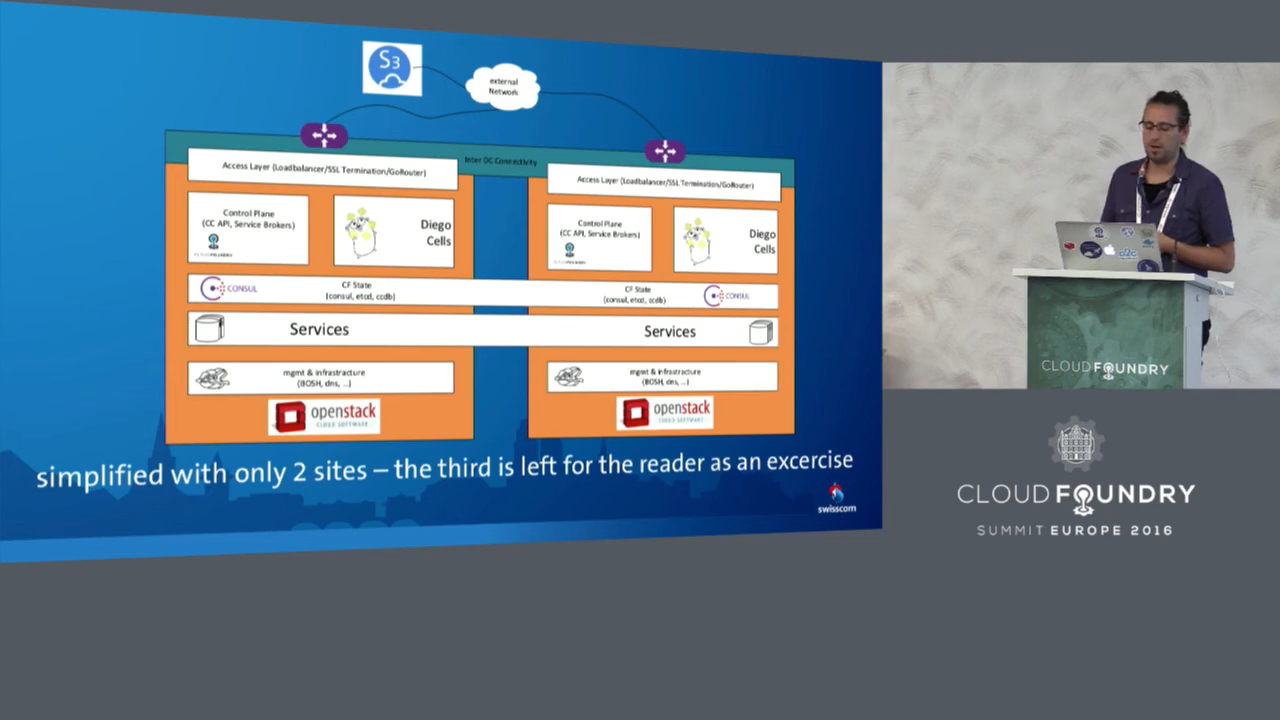 S3
external
Network
Inter DC Connectivity
Access Layer (Loadbalancer/SSL Termination/GoRouter)
Control Plane
(CC API, Service Brokers)
CLOUDFOUNDRY
Diego
Cells
CONSUL
CF State
(consul, etcd, ccdb)
Services
mgmt & infrastructure
(BOSH, dns, ...)
openstack
CLOUD SOFTWARE
Access Layer (Loadbalancer/SSL Termination/GoRouter)
Control Plane
(CC API, Service Brokers)
CLOUDFOUNDRY
Diego
Cells
CF State
(consul, etcd, ccdb)
CONSUL
Services
mgmt & infrastructure
(BOSH, dns, ...)
openstack
CLOUD SOFTWARE
simplified with only 2 sites – the third is left for the reader as an excercise
swisscom
CLOUD FOUNDRY
CLOUD FOUNDRY
SUMMIT EUROPE 2016